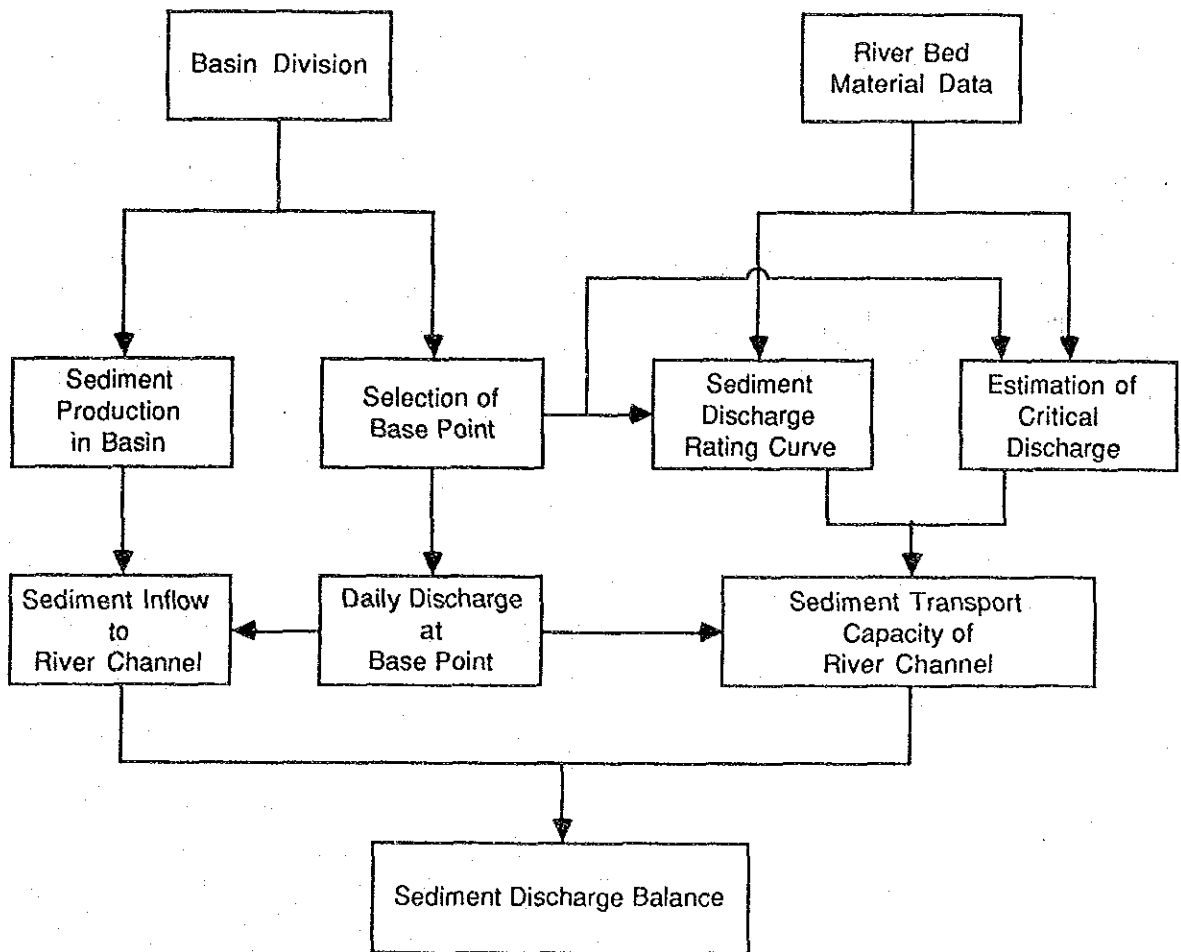 Basin Division
River Bed
Material Data
Sediment
Production
in Basin
Selection of
Base Point
Sediment
Discharge
Rating Curve
Estimation of
Critical
Discharge
Sediment Inflow
to
River Channel
Daily Discharge
at
Base Point
Sediment Transport
Capacity of
River Channel
Sediment Discharge Balance